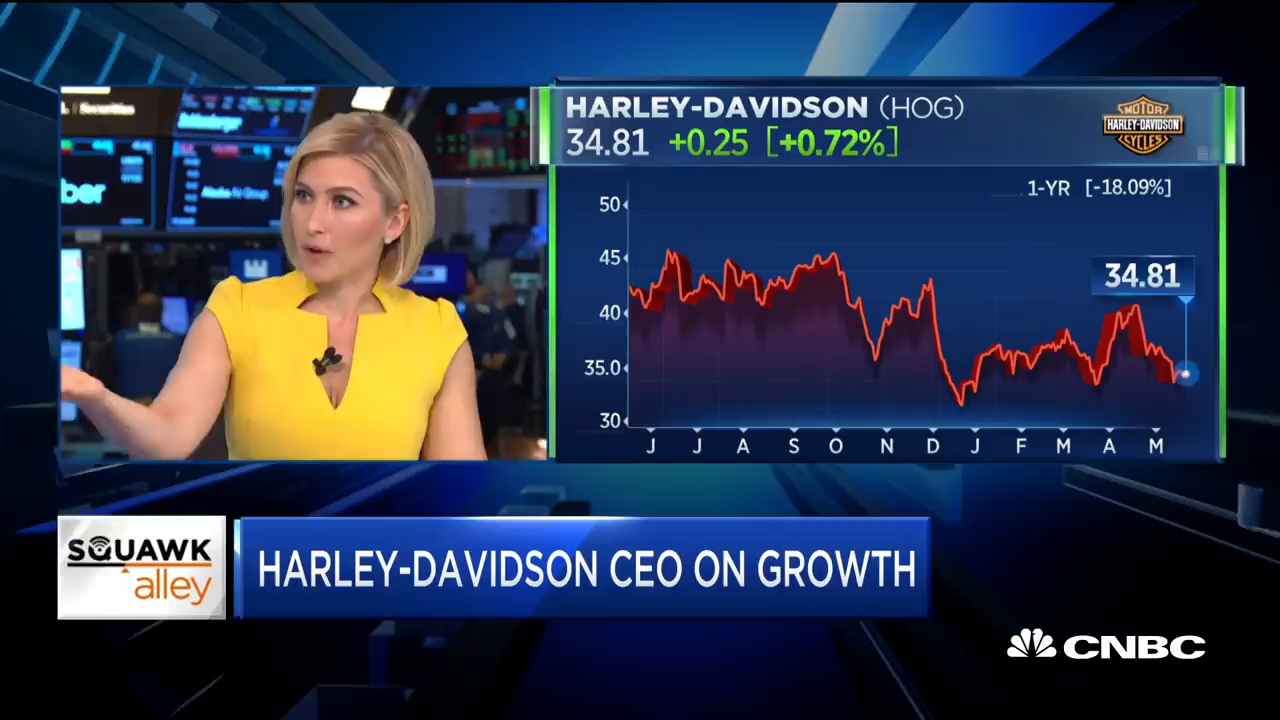 Securities
HARLEY-DAVIDSON (HOG)
34.81 +0.25 [+0.72%]
MOTOR
HARLEY-DAVIDSON
CYCLES
1-YR [-18.09%]
50
45
40
35.0
30
34.81
J J A S O N D J F M A M
SQUAWK
alley
HARLEY-DAVIDSON CEO ON GROWTH
CNBC